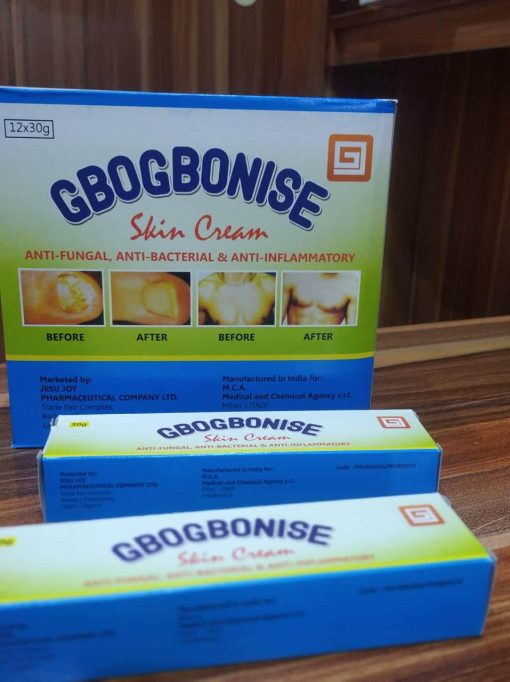 12x30g
GBOGBONISE
Skin Cream
ANTI-FUNGAL, ANTI-BACTERIAL & ANTI-INFLAMMATORY
BEFORE AFTER BEFORE AFTER
Marketed by:
JESU JOY
PHARMACEUTICAL COMPANY LTD.
Trade Fair Complex,
Manufactured in India for:
M.C.A.
Medical and Chemical Agency s.r.l.
Milan - ITALY
30g
GBOGBONISE
Skin Cream
ANTI-FUNGAL, ANTI-BACTERIAL & ANTI-INFLAMMATORY
Marketed by:
JESU JOY
PHARMACEUTICAL COMPANY LTD.
Trade Fair Complex
Manufactured in India for:
M.C.A.
Medical and Chemical Agency s.r.l.
GBOGBONISE
Skin Cream
ANTI-FUNGAL, ANTI-BACTERIAL & ANTI-INFLAMMATORY